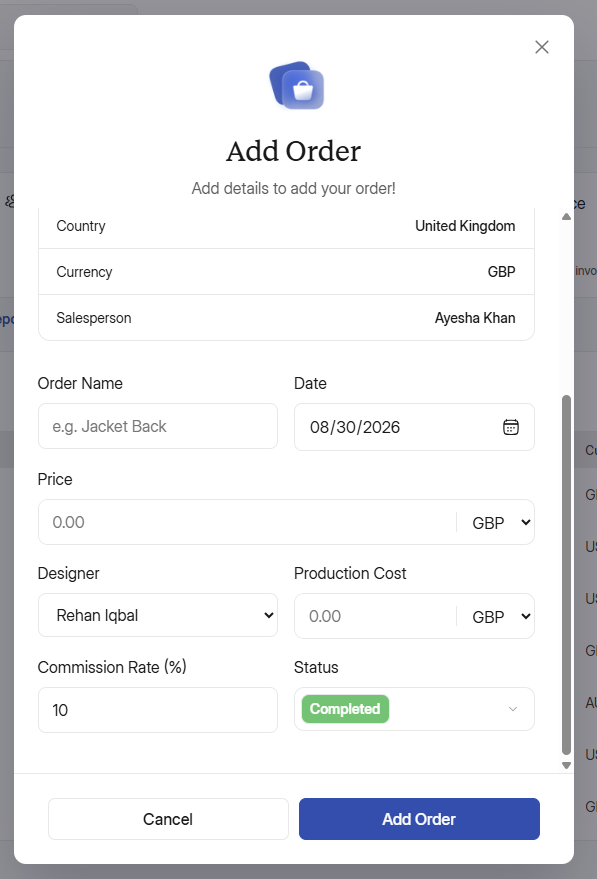 Add Order
Add details to add your order!
Country United Kingdom
Currency GBP
Salesperson Ayesha Khan
Order Name Date
e.g. Jacket Back 08/30/2026
Price
0.00 GBP
Designer Production Cost
Rehan Iqbal 0.00 GBP
Commission Rate (%) Status
10 Completed
Cancel Add Order